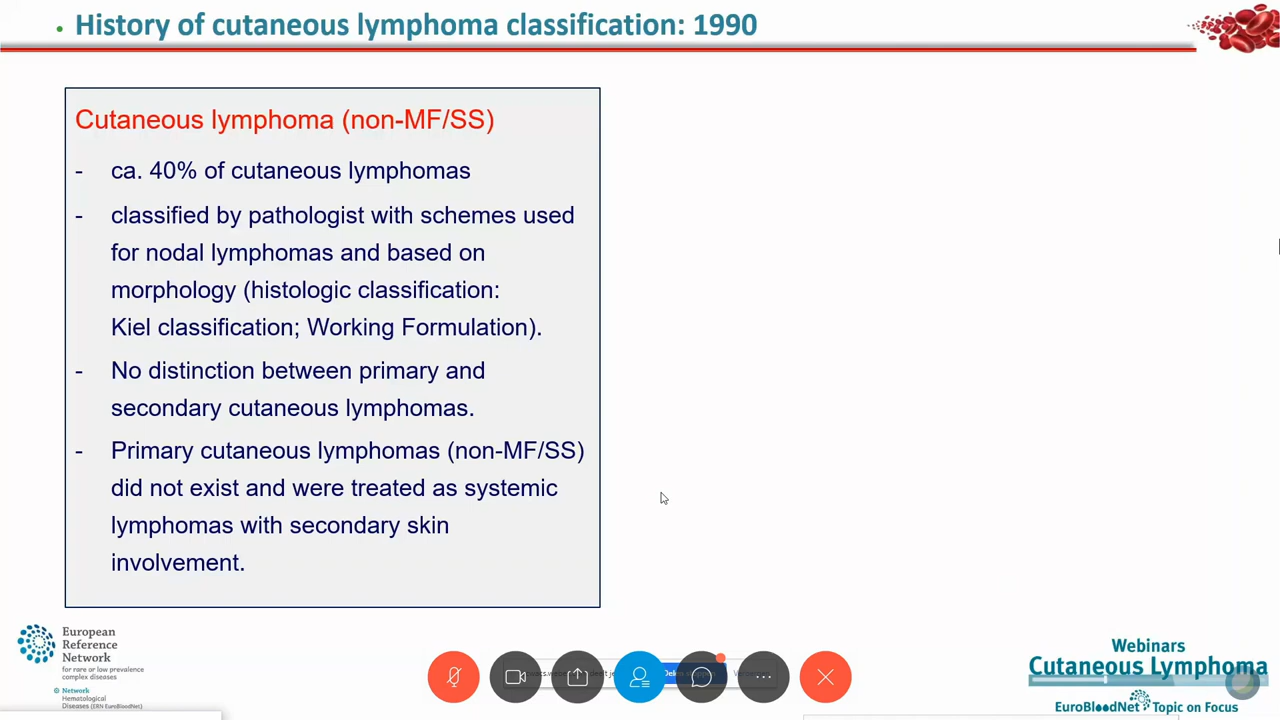 • History of cutaneous lymphoma classification: 1990
Cutaneous lymphoma (non-MF/SS)
- ca. 40% of cutaneous lymphomas
- classified by pathologist with schemes used
for nodal lymphomas and based on
morphology (histologic classification:
Kiel classification; Working Formulation).
- No distinction between primary and
secondary cutaneous lymphomas.
- Primary cutaneous lymphomas (non-MF/SS)
did not exist and were treated as systemic
lymphomas with secondary skin
involvement.
European
Reference
Network
for rare or low prevalence
complex diseases
Network
Hematological
Diseases (ERN EuroBloodNet)
Webinars
Cutaneous Lymphoma
EuroBloodNet Topic on Focus